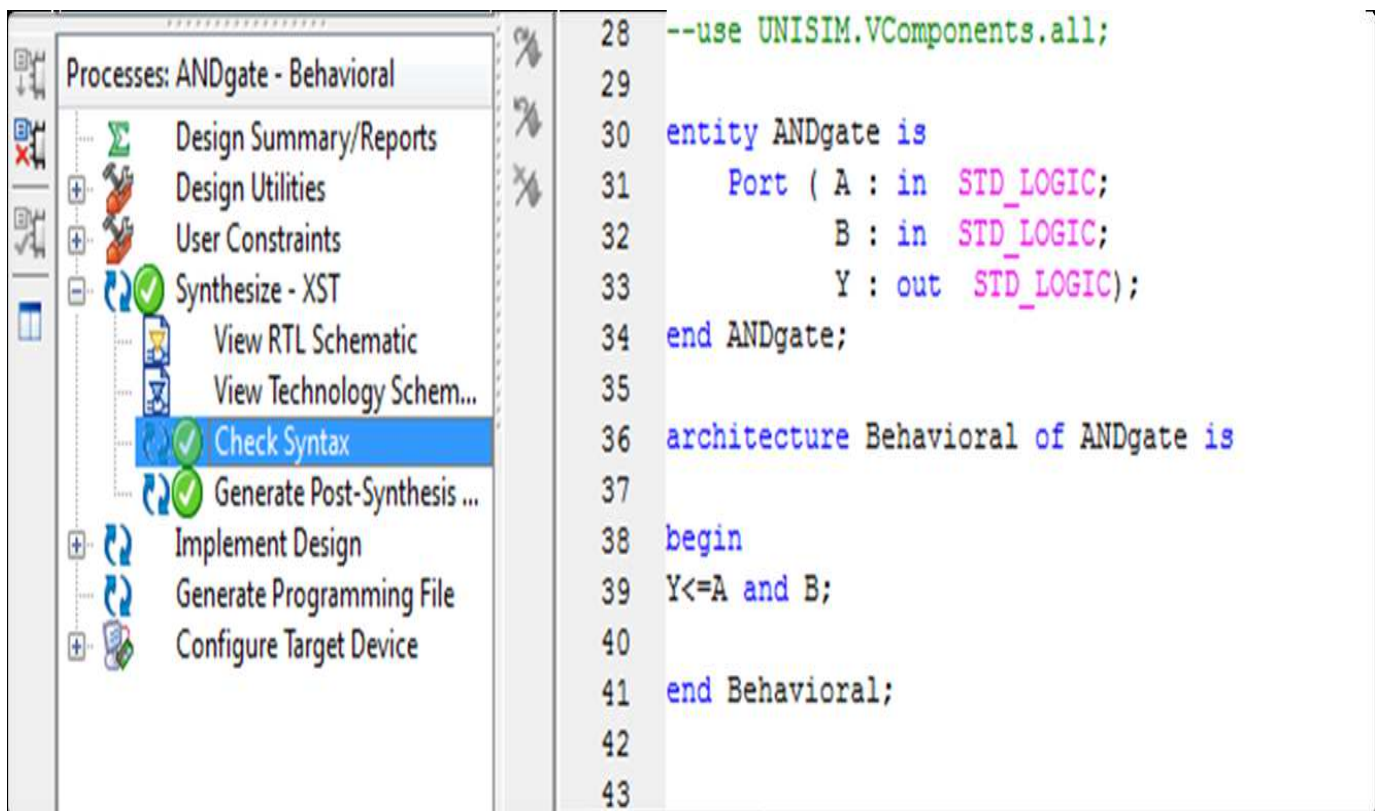 Processes: ANDgate - Behavioral
Design Summary/Reports
Design Utilities
User Constraints
Synthesize - XST
View RTL Schematic
View Technology Schem...
Check Syntax
Generate Post-Synthesis ...
Implement Design
Generate Programming File
Configure Target Device
28 --use UNISIM.VComponents.all;
29
30 entity ANDgate is
31 Port ( A : in STD_LOGIC;
32 B : in STD_LOGIC;
33 Y : out STD_LOGIC);
34 end ANDgate;
35
36 architecture Behavioral of ANDgate is
37
38 begin
39 Y<=A and B;
40
41 end Behavioral;
42
43